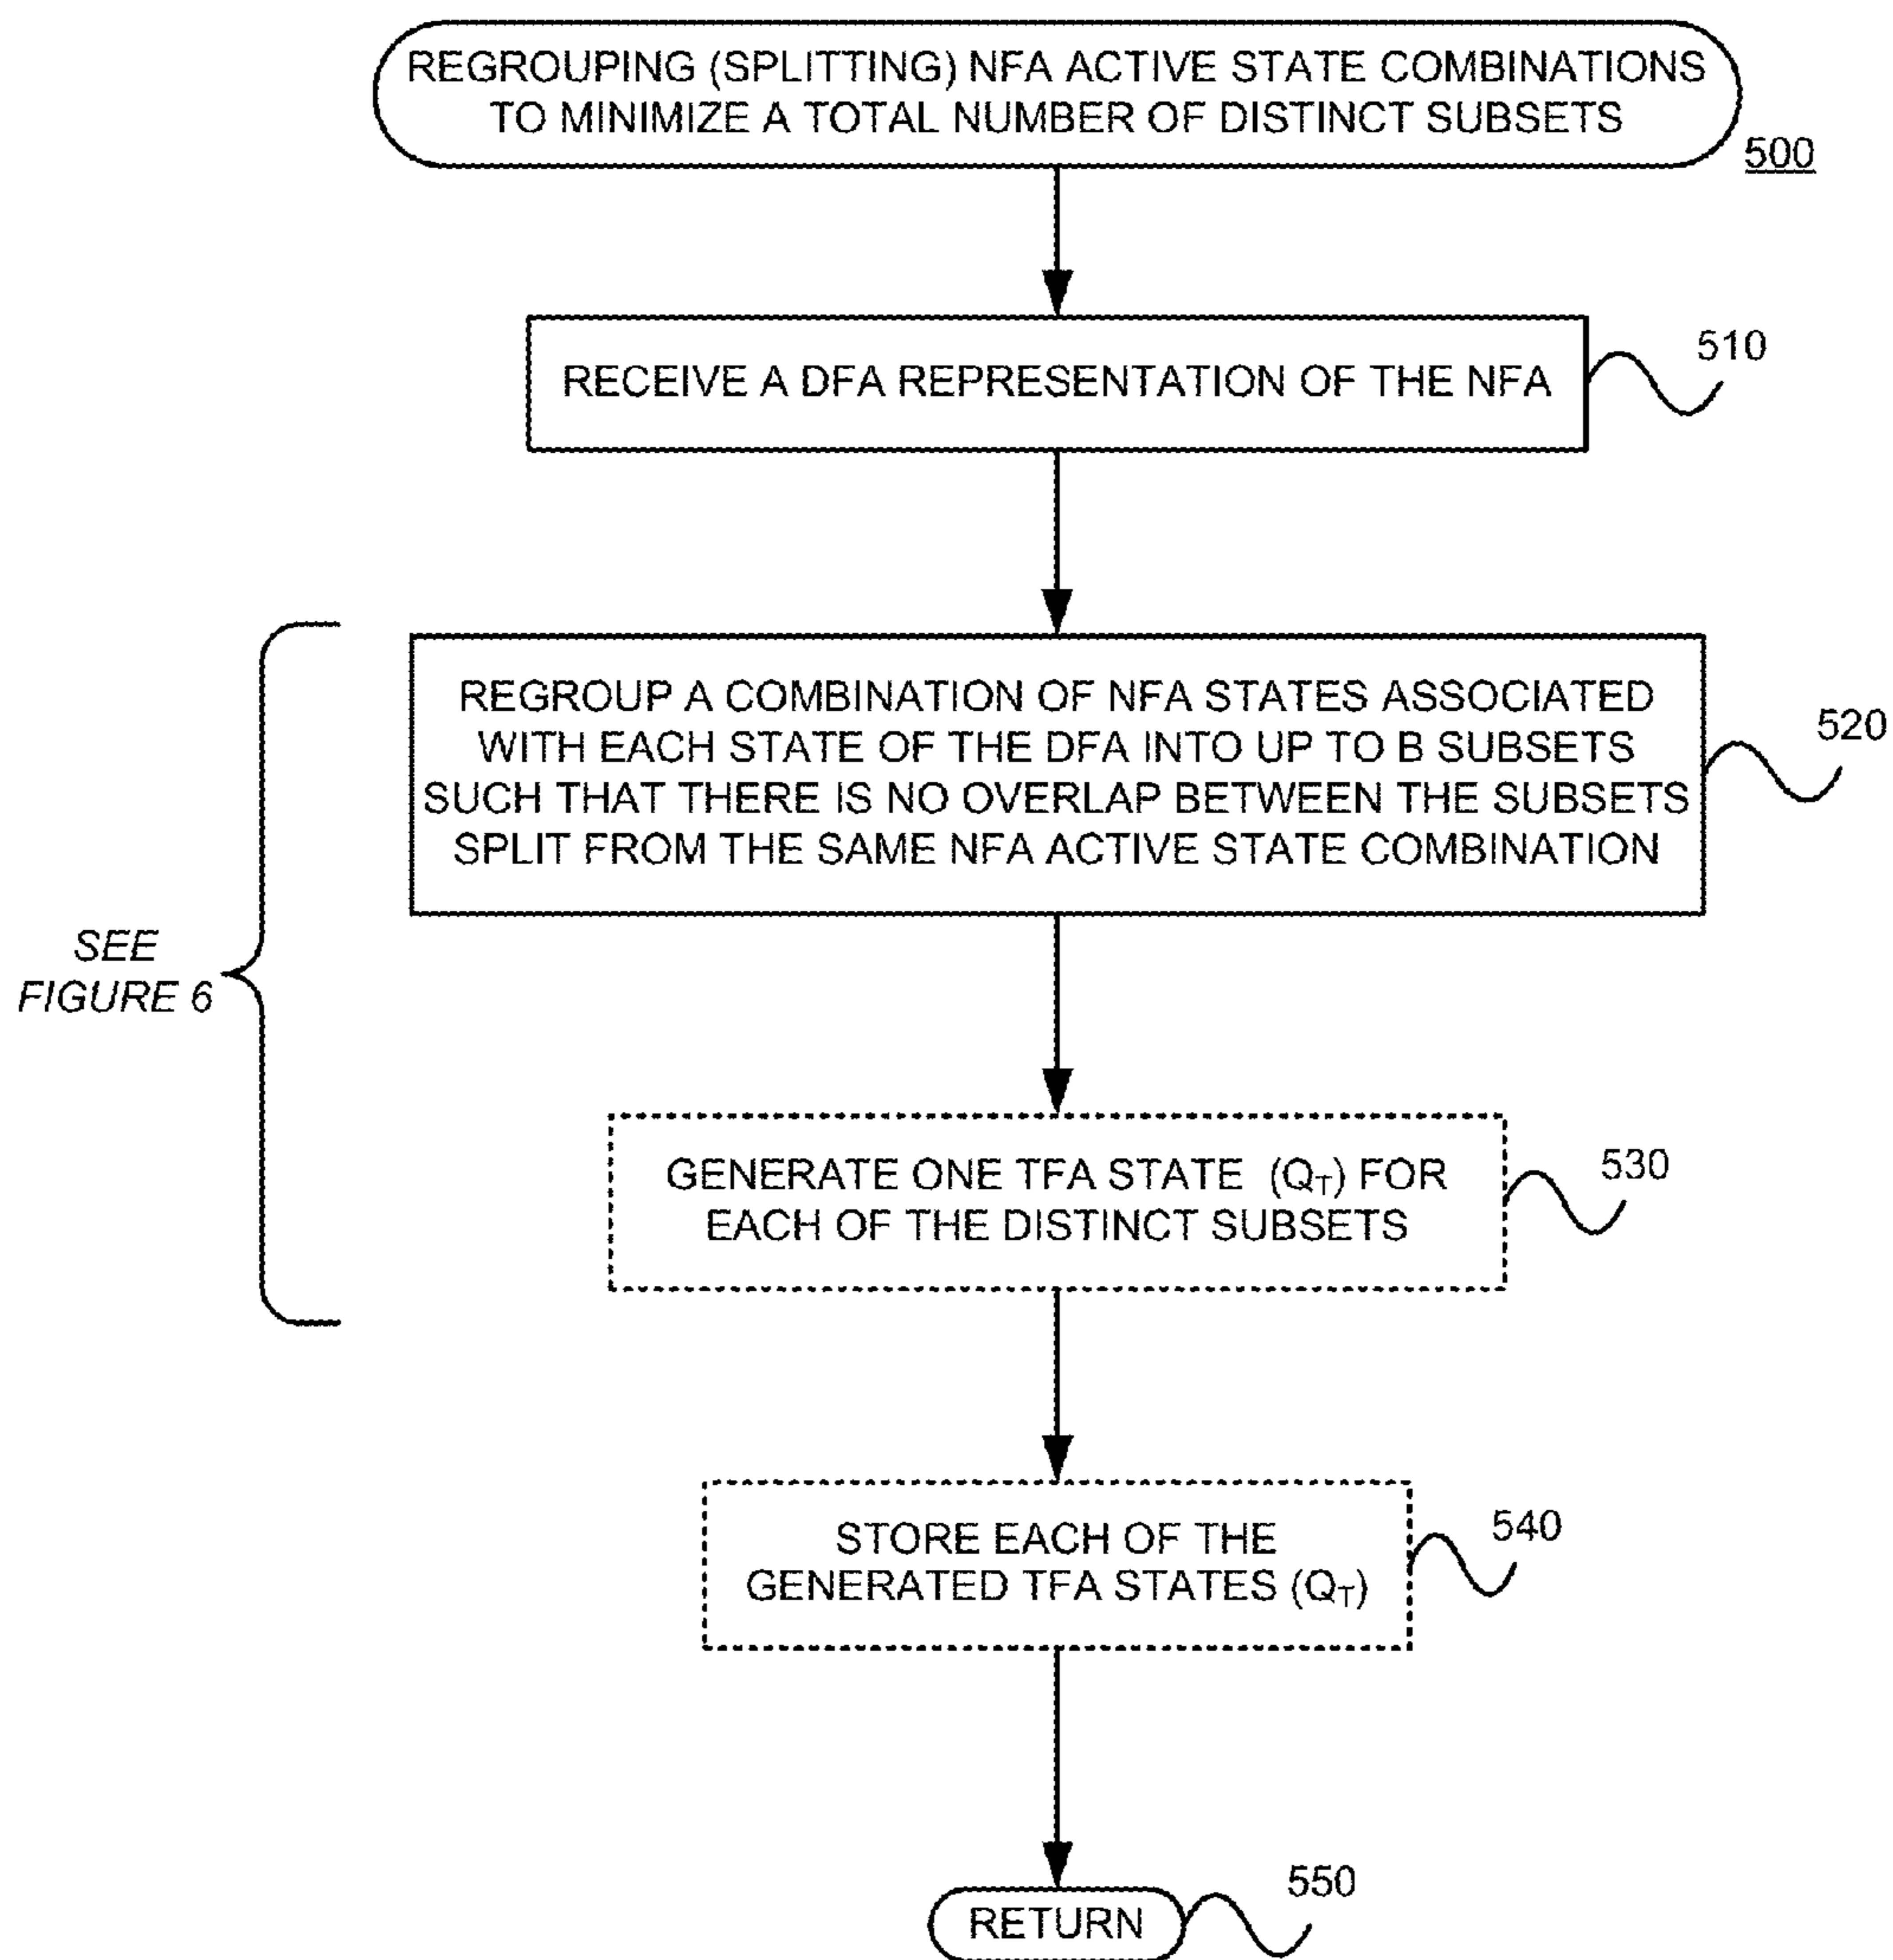 REGROUPING (SPLITTING) NFA ACTIVE STATE COMBINATIONS
TO MINIMIZE A TOTAL NUMBER OF DISTINCT SUBSETS
500
RECEIVE A DFA REPRESENTATION OF THE NFA
510
REGROUP A COMBINATION OF NFA STATES ASSOCIATED
WITH EACH STATE OF THE DFA INTO UP TO B SUBSETS
SUCH THAT THERE IS NO OVERLAP BETWEEN THE SUBSETS
SPLIT FROM THE SAME NFA ACTIVE STATE COMBINATION
520
SEE
FIGURE 6
GENERATE ONE TFA STATE (QT) FOR
EACH OF THE DISTINCT SUBSETS
530
STORE EACH OF THE
GENERATED TFA STATES (QT)
540
RETURN
550